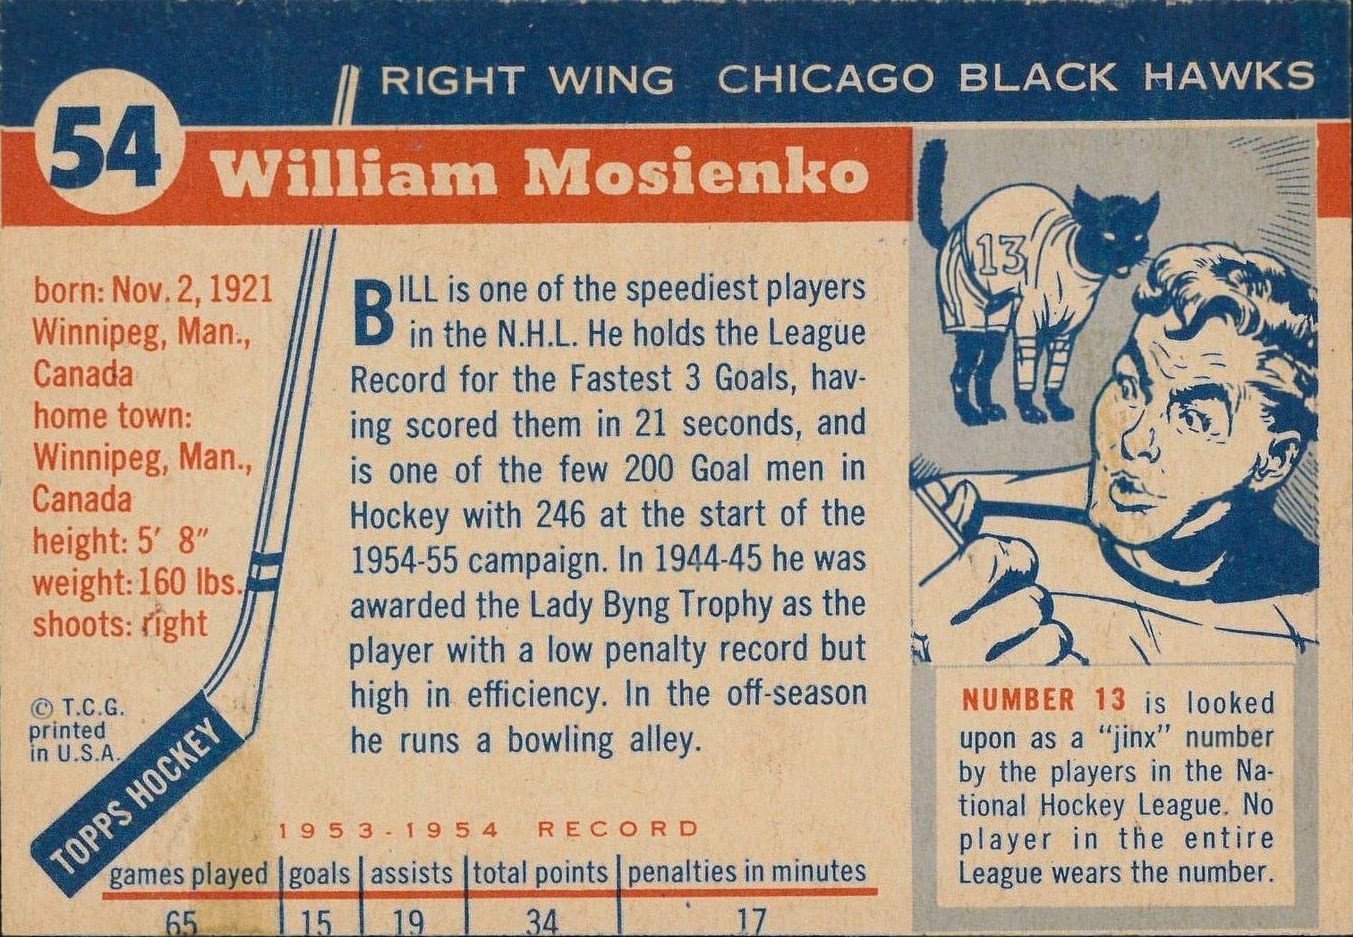 RIGHT WING CHICAGO BLACK HAWKS
54
William Mosienko
born: Nov. 2, 1921
Winnipeg, Man.,
Canada
home town:
Winnipeg, Man.,
Canada
height: 5′ 8″
weight: 160 lbs.
shoots: right
© T.C.G.
printed
in U.S.A.
TOPPS HOCKEY
BILL is one of the speediest players
in the N.H.L. He holds the League
Record for the Fastest 3 Goals, hav-
ing scored them in 21 seconds, and
is one of the few 200 Goal men in
Hockey with 246 at the start of the
1954-55 campaign. In 1944-45 he was
awarded the Lady Byng Trophy as the
player with a low penalty record but
high in efficiency. In the off-season
he runs a bowling alley.
1953-1954 RECORD
games played goals assists total points penalties in minutes
65 15 19 34 17
13
NUMBER 13 is looked
upon as a “jinx” number
by the players in the Na-
tional Hockey League. No
player in the entire
League wears the number.